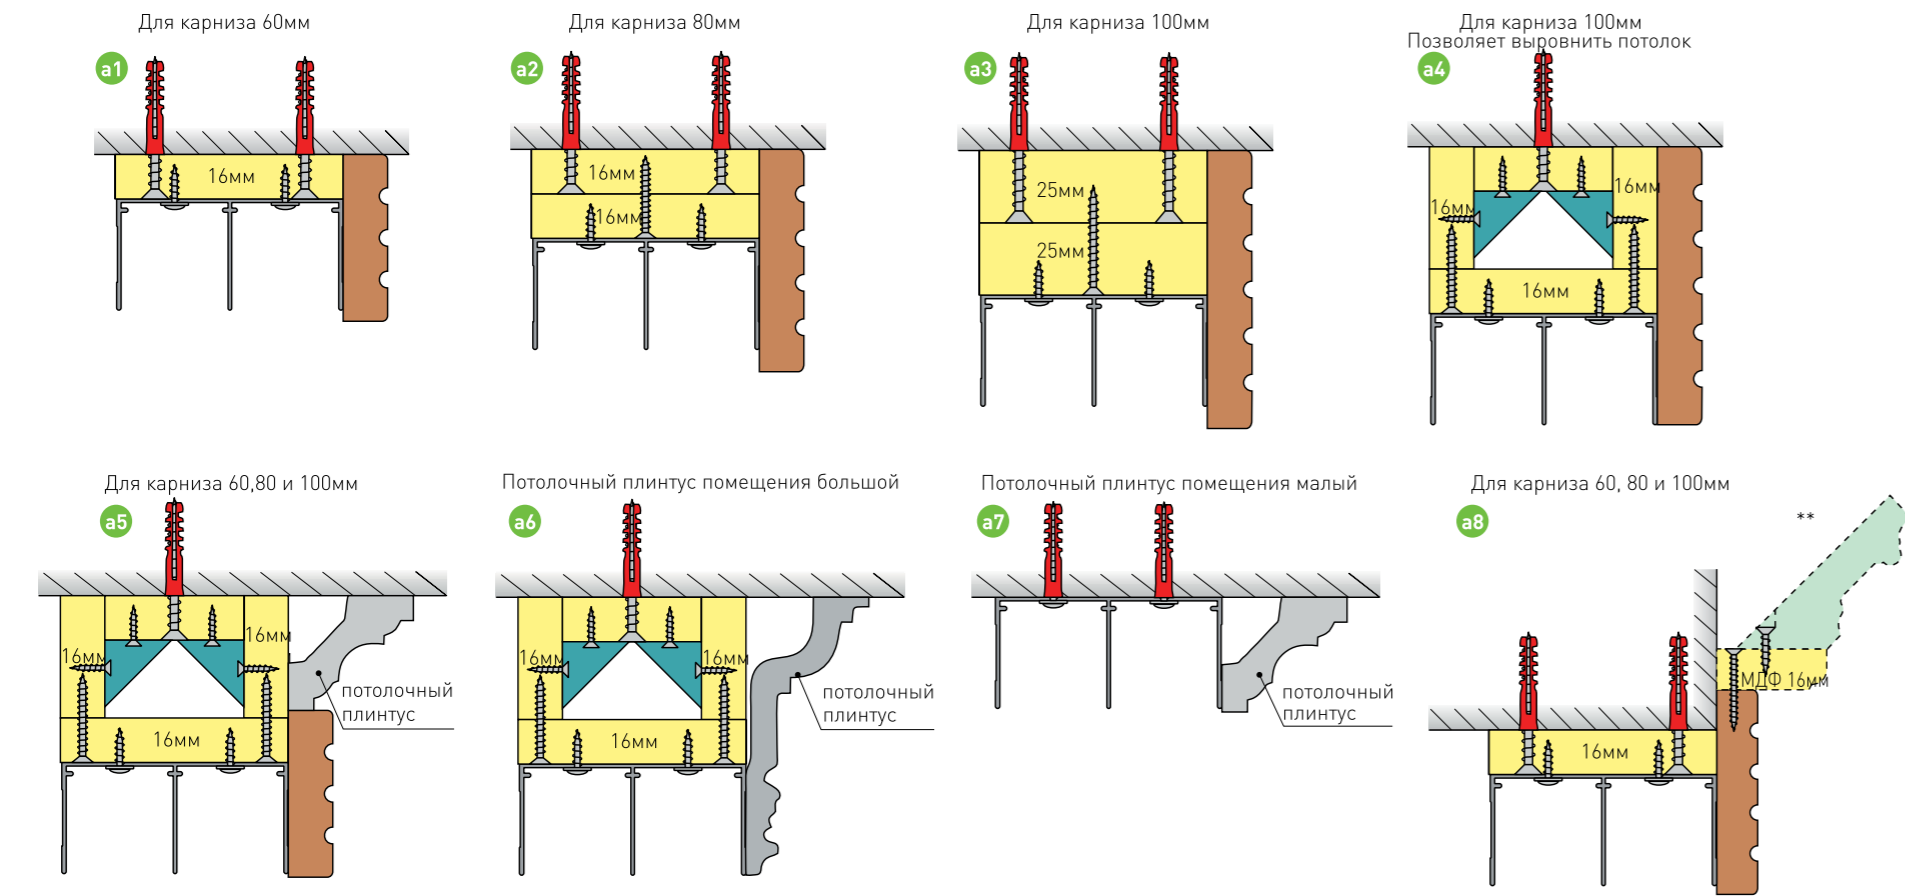 Для карниза 60мм
a1
16мм
Для карниза 80мм
a2
16мм
16мм
Для карниза 100мм
a3
25мм
25мм
Для карниза 100мм
Позволяет выровнить потолок
a4
16мм
16мм
16мм
Для карниза 60,80 и 100мм
a5
16мм
16мм
16мм
потолочный
плинтус
Потолочный плинтус помещения большой
a6
16мм
16мм
16мм
потолочный
плинтус
Потолочный плинтус помещения малый
a7
потолочный
плинтус
Для карниза 60, 80 и 100мм
a8
**
МДФ 16мм
16мм